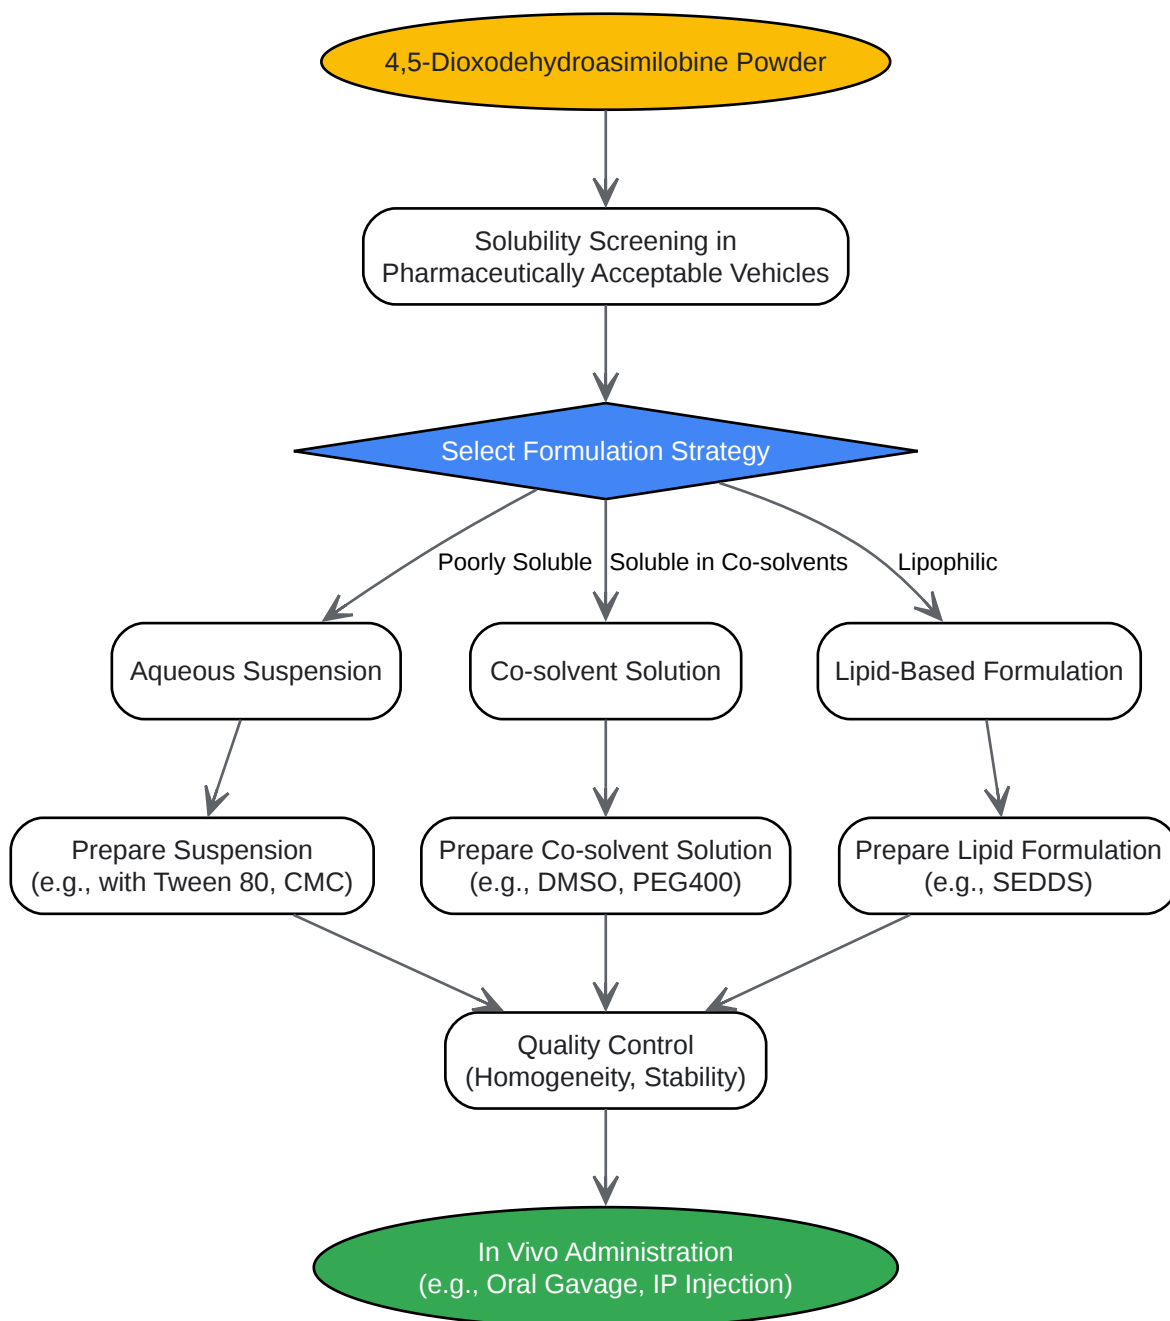 4,5-Dioxodehydroasimilobine Powder
Solubility Screening in
Pharmaceutically Acceptable Vehicles
Select Formulation Strategy
Poorly Soluble
Soluble in Co-solvents
Lipophilic
Aqueous Suspension
Co-solvent Solution
Lipid-Based Formulation
Prepare Suspension
(e.g., with Tween 80, CMC)
Prepare Co-solvent Solution
(e.g., DMSO, PEG400)
Prepare Lipid Formulation
(e.g., SEDDS)
Quality Control
(Homogeneity, Stability)
In Vivo Administration
(e.g., Oral Gavage, IP Injection)